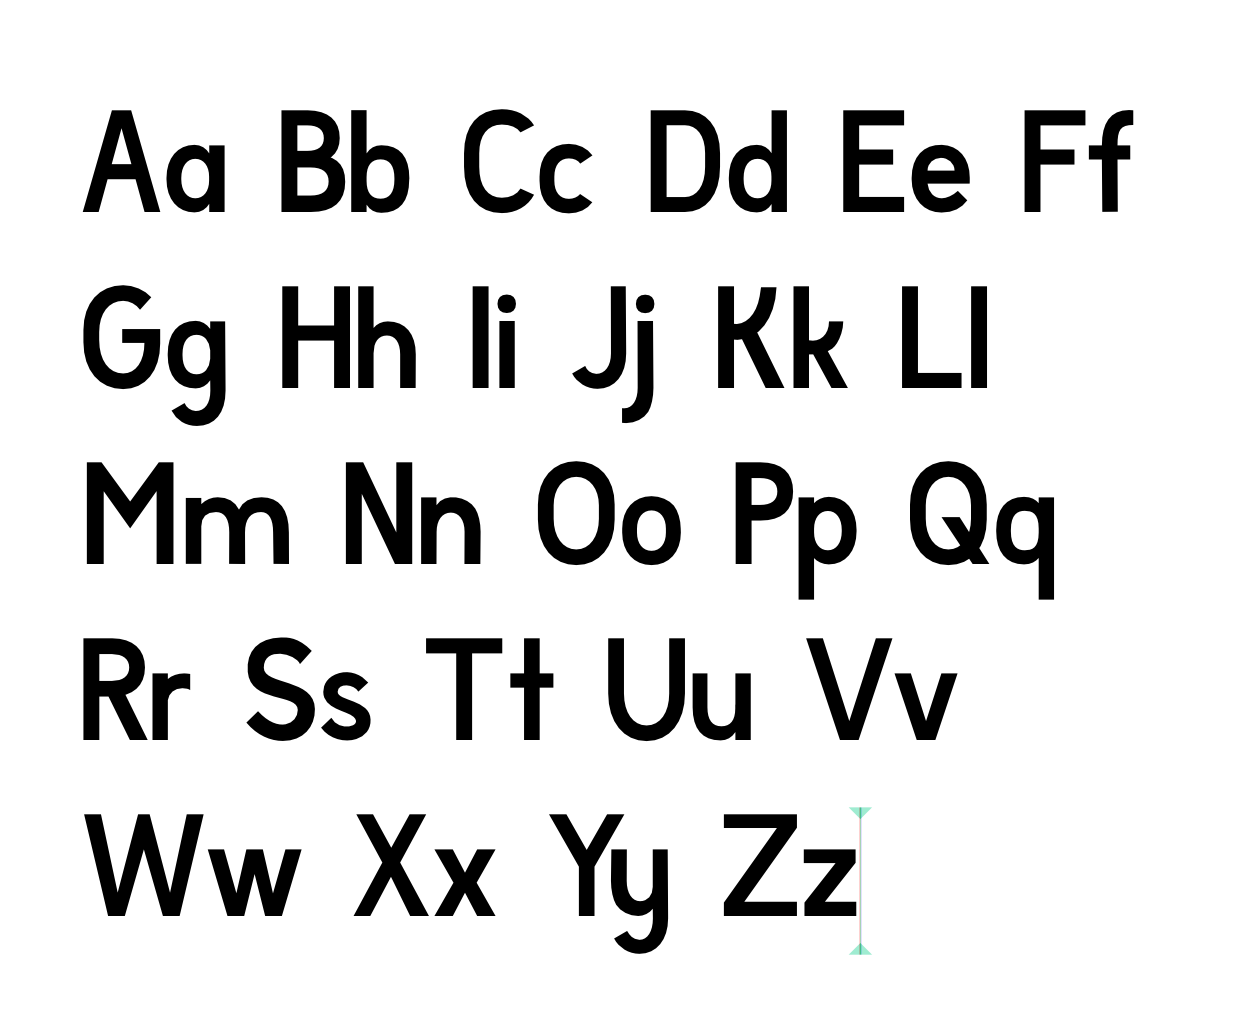 Aa Bb Cc Dd Ee Ff
Gg Hh Ii Jj Kk Ll
Mm Nn Oo Pp Qq
Rr Ss Tt Uu Vv
Ww Xx Yy Zz